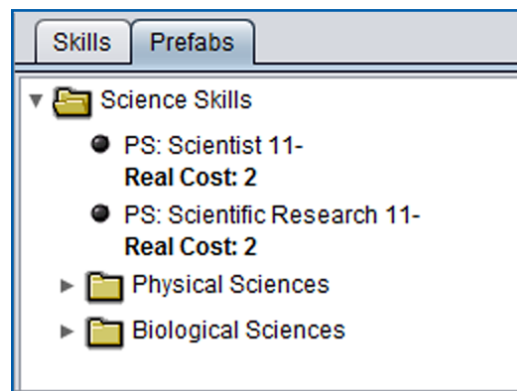 Skills Prefabs
Science Skills
PS: Scientist 11-
Real Cost: 2
PS: Scientific Research 11-
Real Cost: 2
Physical Sciences
Biological Sciences